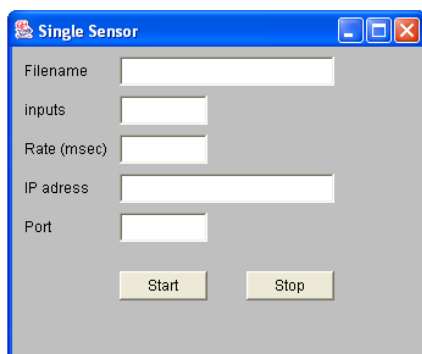 Single Sensor
Filename
inputs
Rate (msec)
IP adress
Port
Start Stop